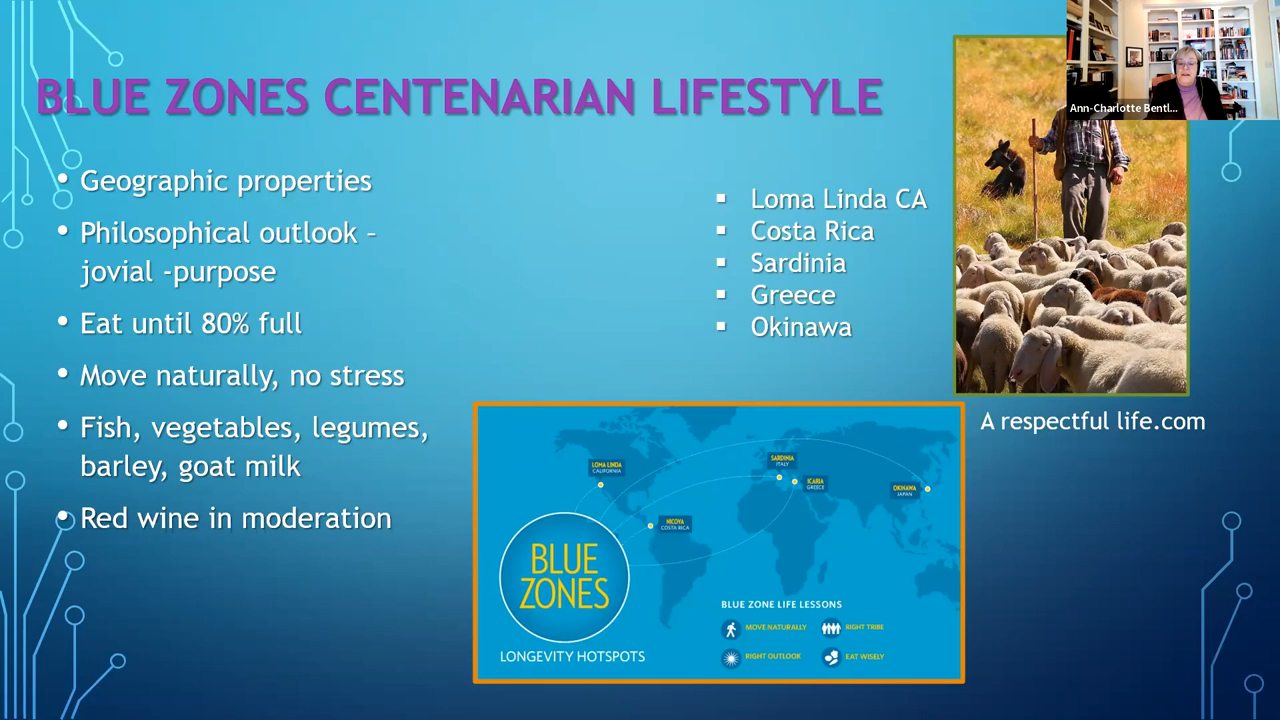 Ann-Charlotte Bentl...
BLUE ZONES CENTENARIAN LIFESTYLE
• Geographic properties
• Philosophical outlook –
jovial -purpose
• Eat until 80% full
• Move naturally, no stress
• Fish, vegetables, legumes,
barley, goat milk
• Red wine in moderation
▪ Loma Linda CA
▪ Costa Rica
▪ Sardinia
▪ Greece
▪ Okinawa
A respectful life.com
LOMA LINDA
CALIFORNIA
SARDINIA
ITALY
ICARIA
GREECE
OKINAWA
JAPAN
NICOYA
COSTA RICA
BLUE
ZONES
LONGEVITY HOTSPOTS
BLUE ZONE LIFE LESSONS
MOVE NATURALLY
RIGHT TRIBE
RIGHT OUTLOOK
EAT WISELY